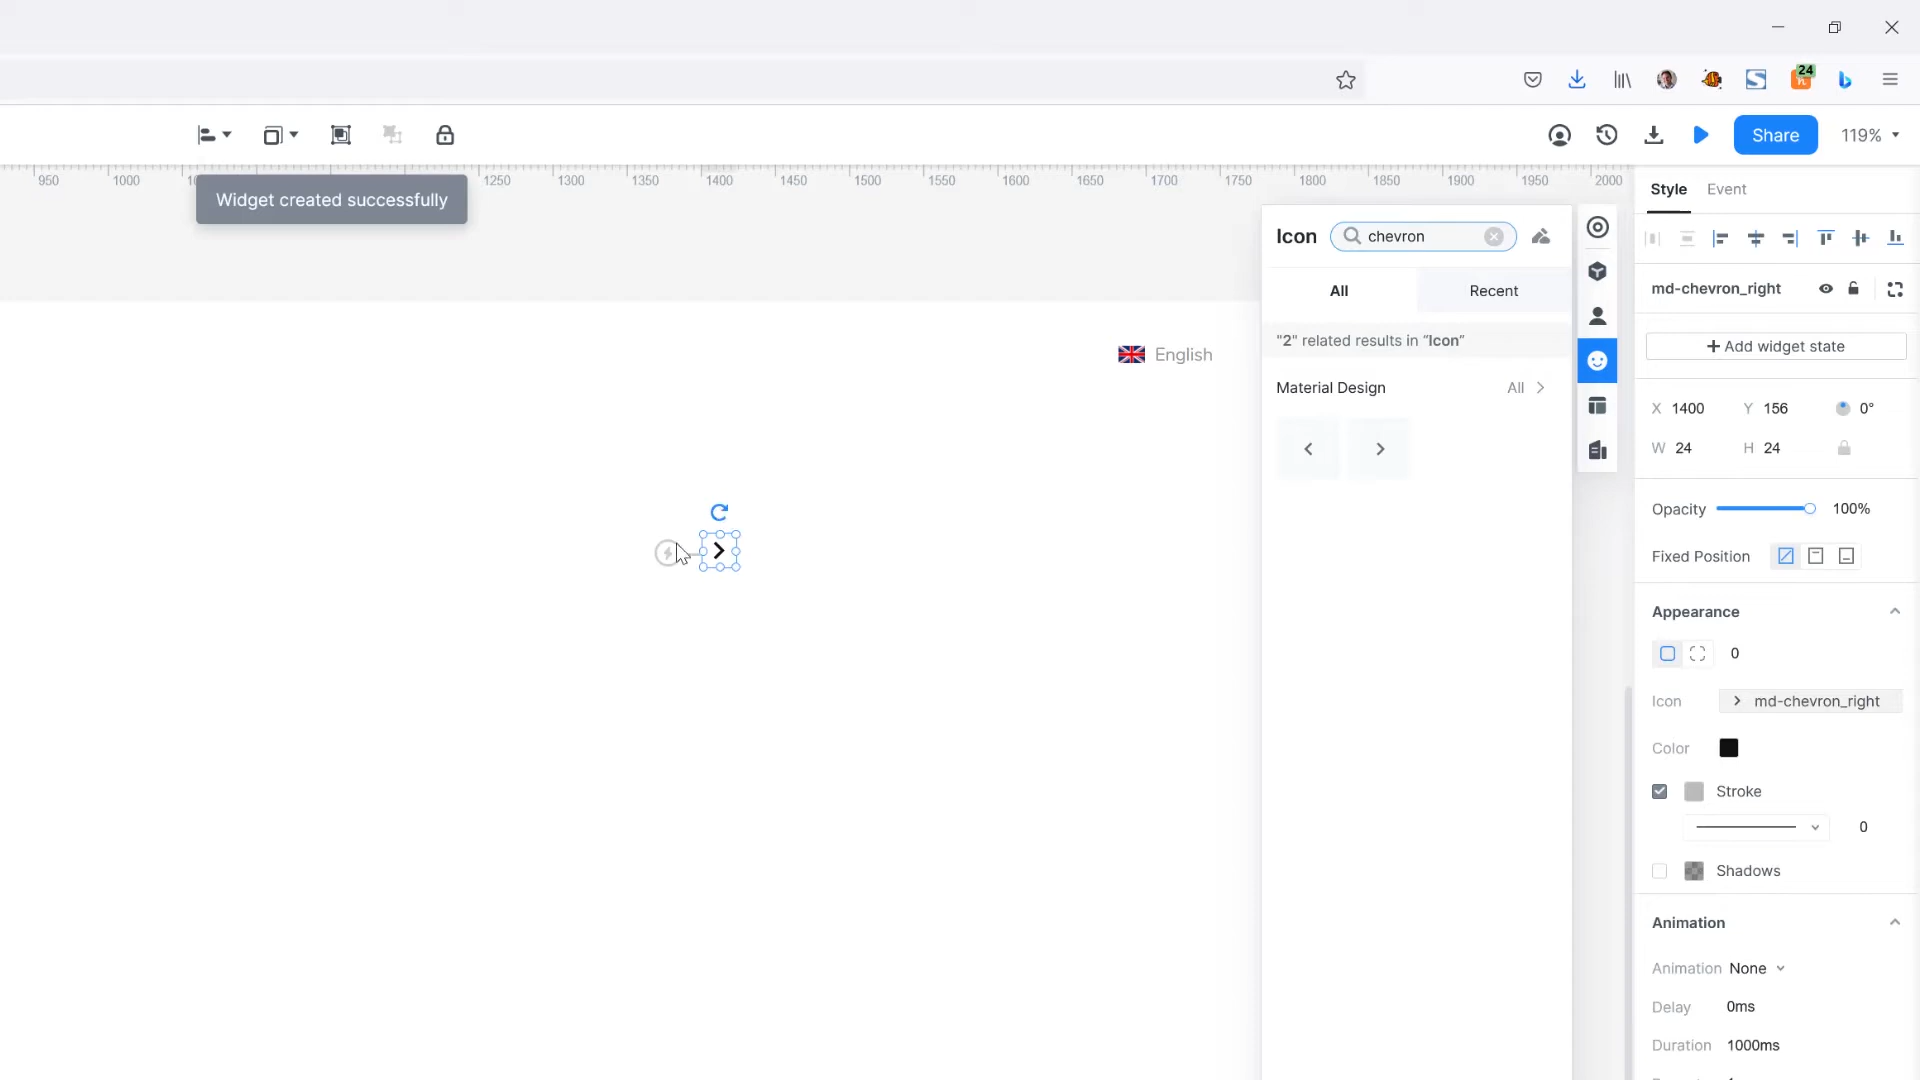 24
Share
119%
950
1000
1250
1300
1350
1400
1450
1500
1550
1600
1650
1700
1750
1800
1850
1900
1950
2000
Widget created successfully
Style
Event
Icon
chevron
All
Recent
"2" related results in “Icon”
Material Design
All
English
md-chevron_right
+ Add widget state
X 1400
Y 156
0°
W 24
H 24
Opacity
100%
Fixed Position
Appearance
0
Icon
md-chevron_right
Color
Stroke
0
Shadows
Animation
Animation None
Delay 0ms
Duration 1000ms